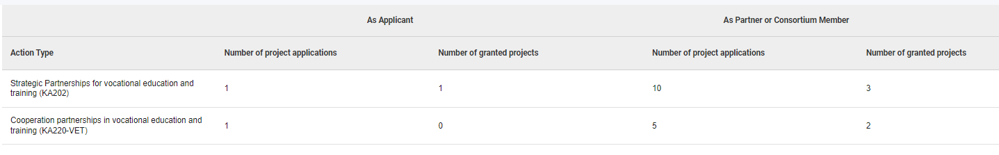 As Applicant As Partner or Consortium Member
Action Type Number of project applications Number of granted projects Number of project applications Number of granted projects
Strategic Partnerships for vocational education and
training (KA202) 1 1 10 3
Cooperation partnerships in vocational education and
training (KA220-VET) 1 0 5 2